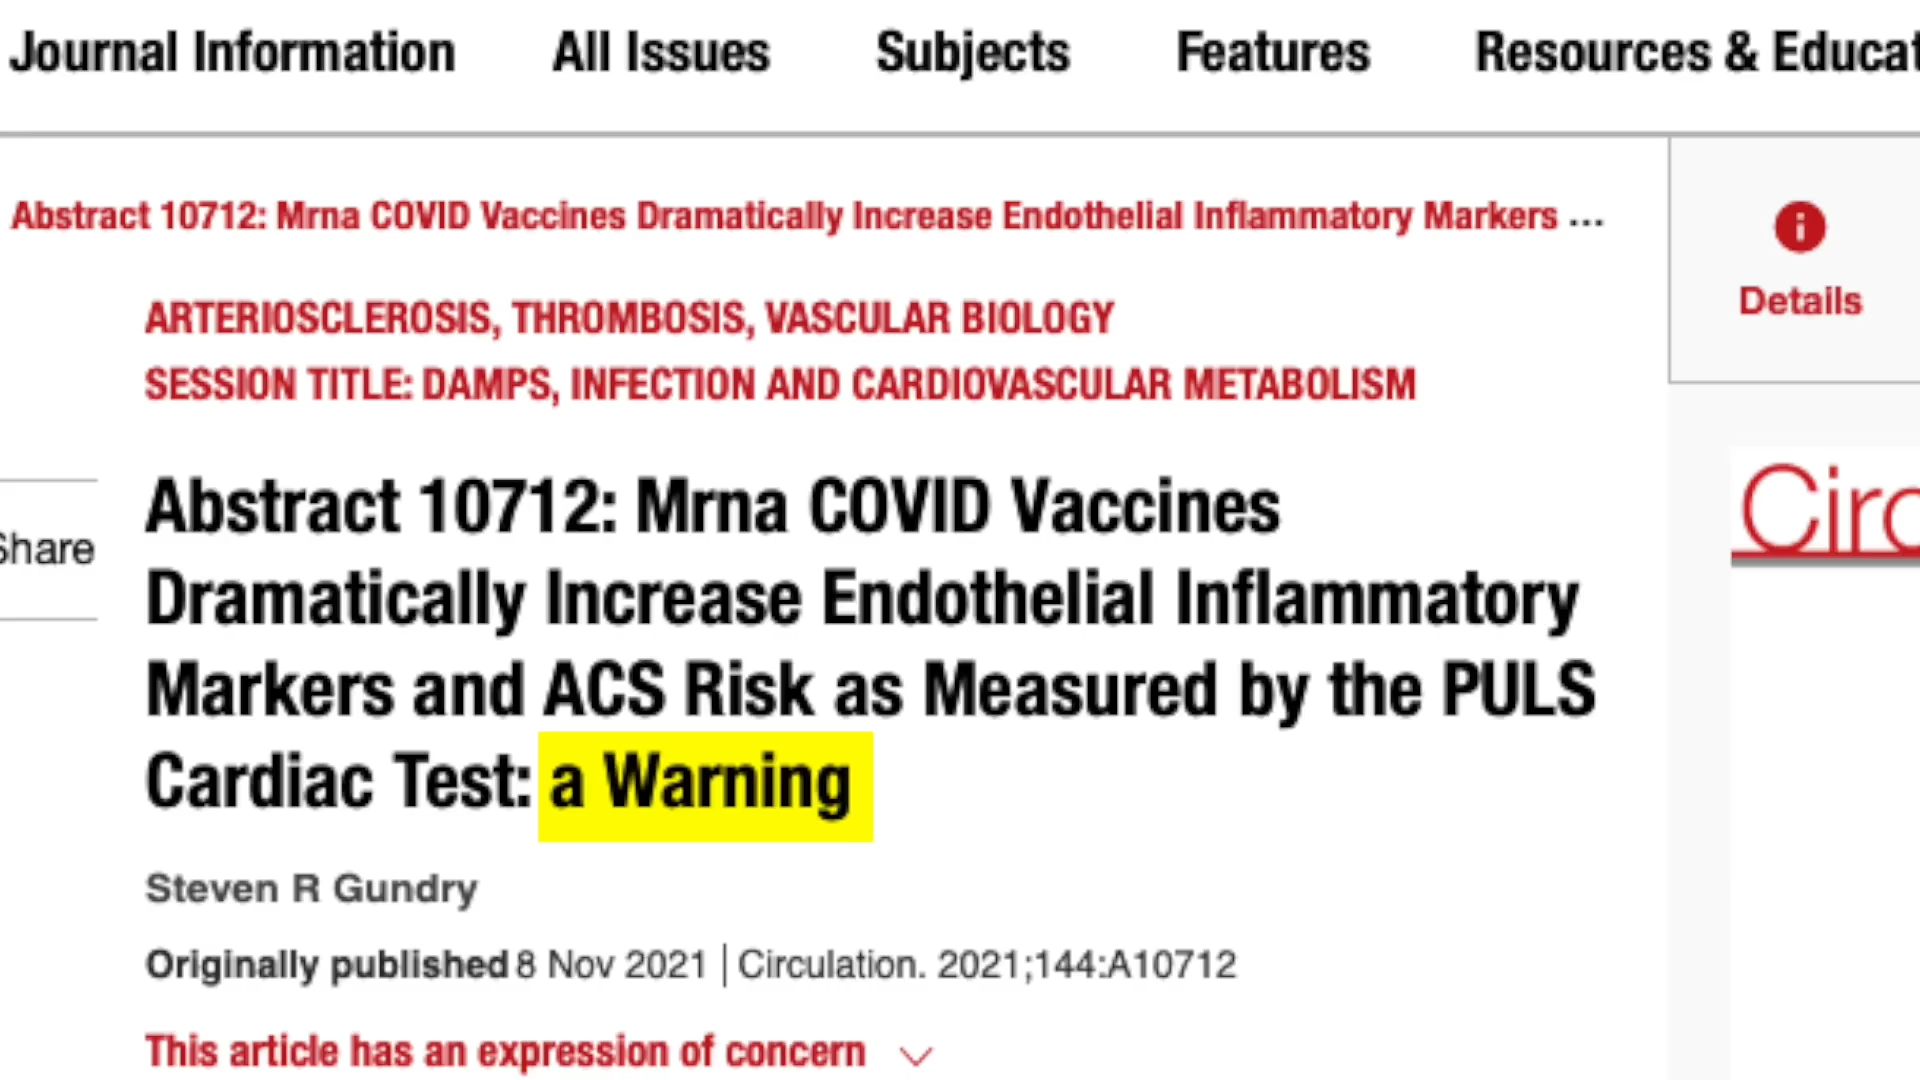 Journal Information All Issues Subjects Features Resources & Educat
Abstract 10712: Mrna COVID Vaccines Dramatically Increase Endothelial Inflammatory Markers ...
Details
ARTERIOSCLEROSIS, THROMBOSIS, VASCULAR BIOLOGY
SESSION TITLE: DAMPS, INFECTION AND CARDIOVASCULAR METABOLISM
Share
Circ
Abstract 10712: Mrna COVID Vaccines
Dramatically Increase Endothelial Inflammatory
Markers and ACS Risk as Measured by the PULS
Cardiac Test: a Warning
Steven R Gundry
Originally published 8 Nov 2021 | Circulation. 2021;144:A10712
This article has an expression of concern